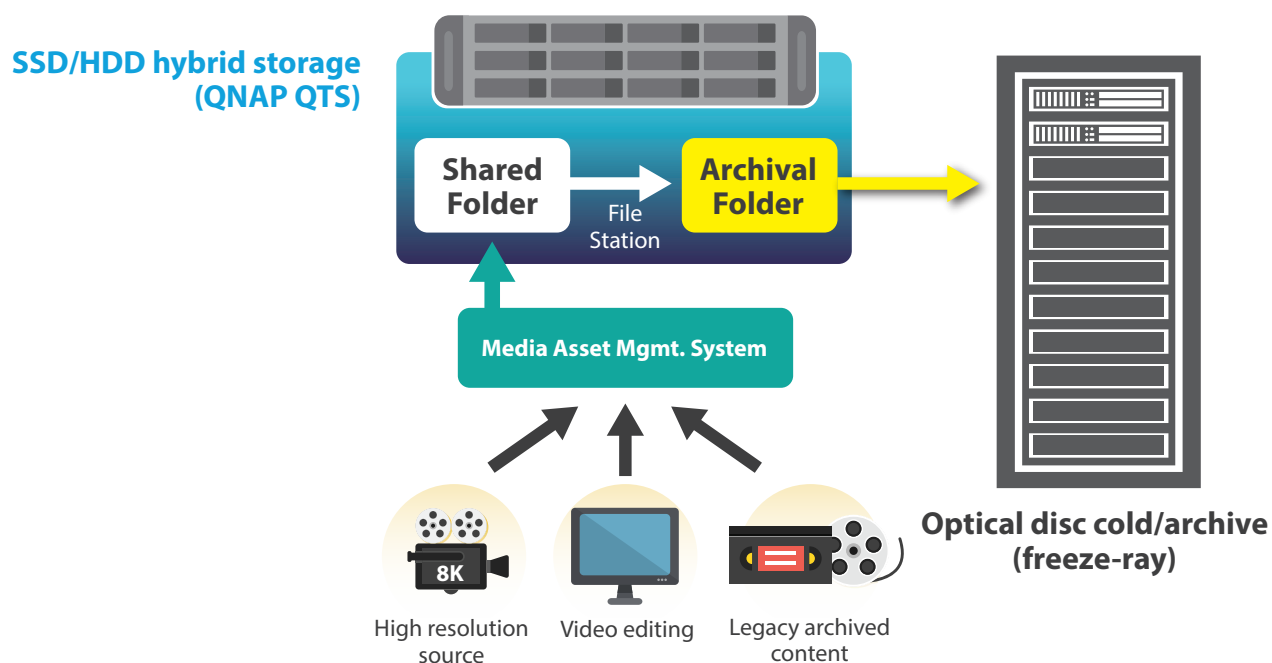 SSD/HDD hybrid storage
(QNAP QTS)
Shared
Folder
File
Station
Archival
Folder
Media Asset Mgmt. System
8K
High resolution
source
Video editing
Legacy archived
content
Optical disc cold/archive
(freeze-ray)